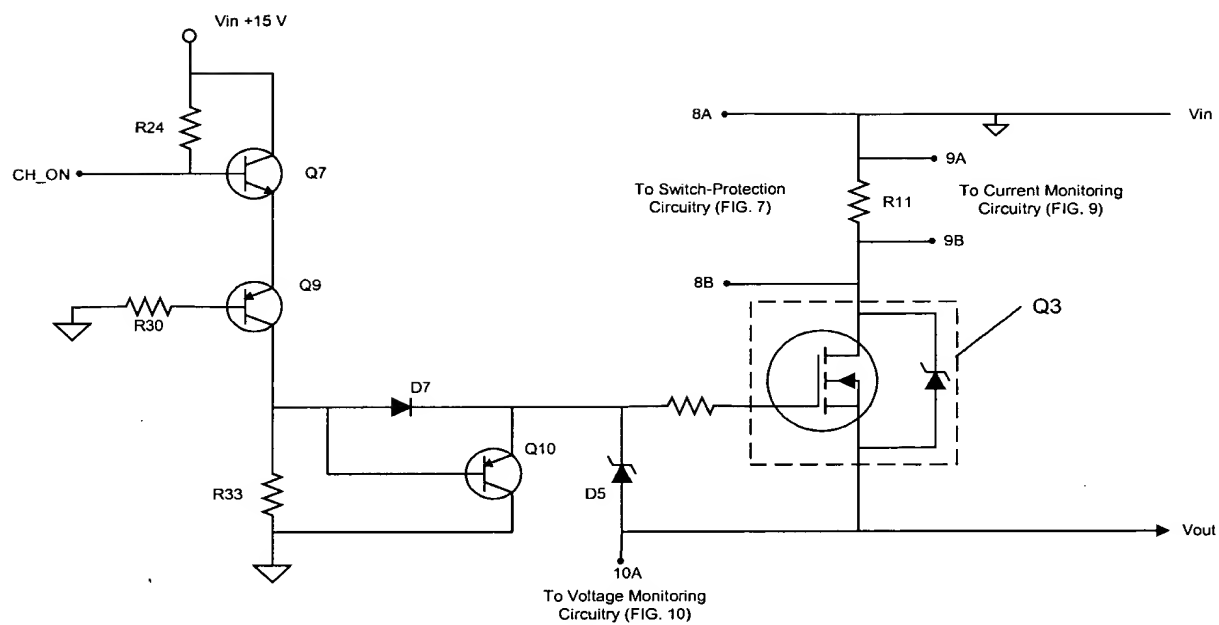 Vin +15 V
R24
CH_ON
Q7
Q9
R30
D7
Q10
R33
D5
10A
To Voltage Monitoring
Circuitry (FIG. 10)
8A
Vin
9A
To Switch-Protection
Circuitry (FIG. 7)
R11
To Current Monitoring
Circuitry (FIG. 9)
9B
8B
Q3
Vout